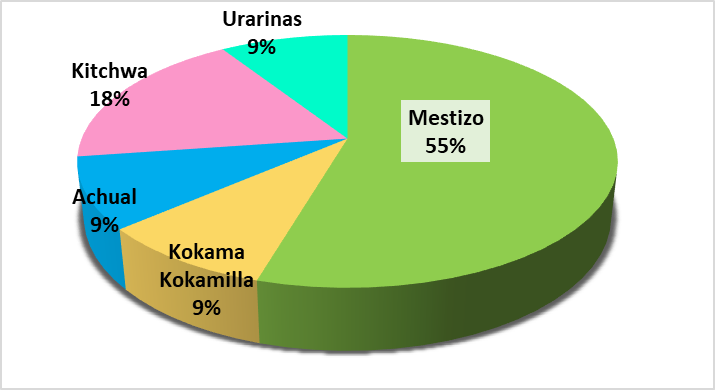 Urarinas
9%
Kitchwa
18%
Mestizo
55%
Achual
9%
Kokama
Kokamilla
9%